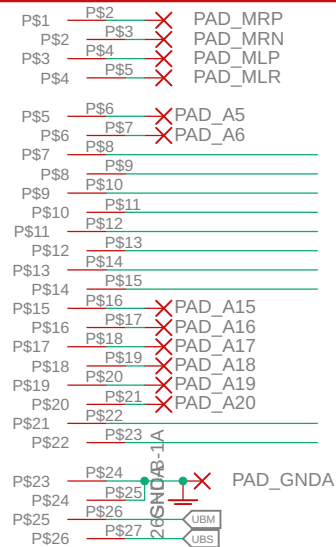 P$1 P$2 PAD_MRP
P$2 P$3 PAD_MRN
P$3 P$4 PAD_MLP
P$4 P$5 PAD_MLR
P$5 P$6 PAD_A5
P$6 P$7 PAD_A6
P$7 P$8
P$8 P$9
P$9 P$10
P$10 P$11
P$11 P$12
P$12 P$13
P$13 P$14
P$14 P$15
P$15 P$16 PAD_A15
P$16 P$17 PAD_A16
P$17 P$18 PAD_A17
P$18 P$19 PAD_A18
P$19 P$20 PAD_A19
P$20 P$21 PAD_A20
P$21 P$22
P$22 P$23
P$23 P$24 PAD_GNDA
P$24 P$25
P$25 P$26 UBM
P$26 P$27 UBS